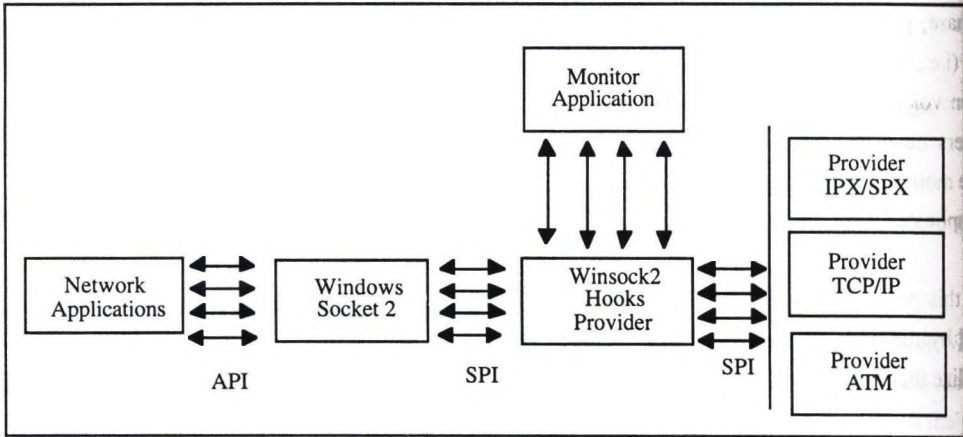 Monitor
Application
Provider
IPX/SPX
Network
Applications
Windows
Socket 2
Winsock2
Hooks
Provider
Provider
TCP/IP
API
SPI
SPI
Provider
ATM